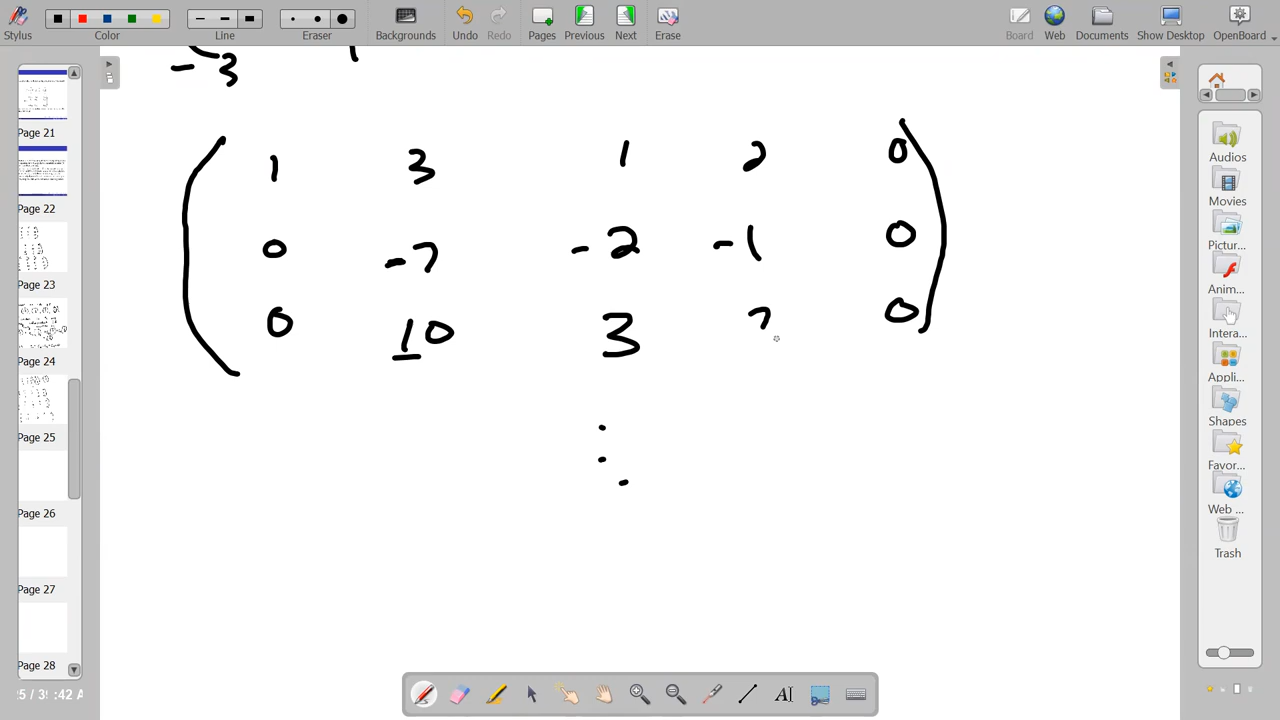 Stylus Color Line Eraser Backgrounds Undo Redo Pages Previous Next Erase Board Web Documents Show Desktop OpenBoard
- 3
1 3 1 2 0
0 -7 -2 -1 0
0 10 3 0
Page 21
Page 22
Page 23
Page 24
Page 25
Page 26
Page 27
Page 28
Audios
Movies
Pictur...
Anim...
Intera...
Appli...
Shapes
Favor...
Web ...
Trash
AI